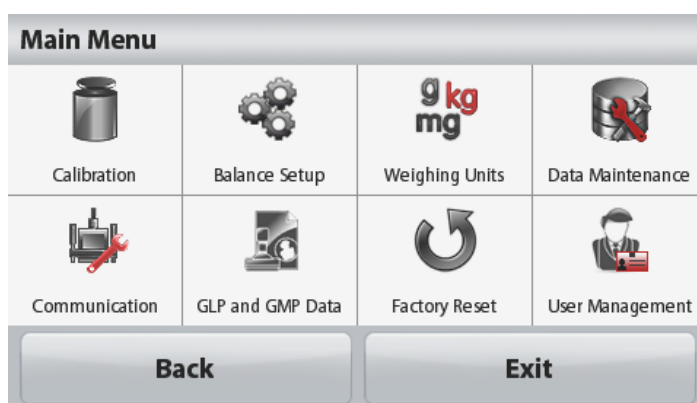 Main Menu
g kg
mg
Calibration
Balance Setup
Weighing Units
Data Maintenance
Communication
GLP and GMP Data
Factory Reset
User Management
Back
Exit